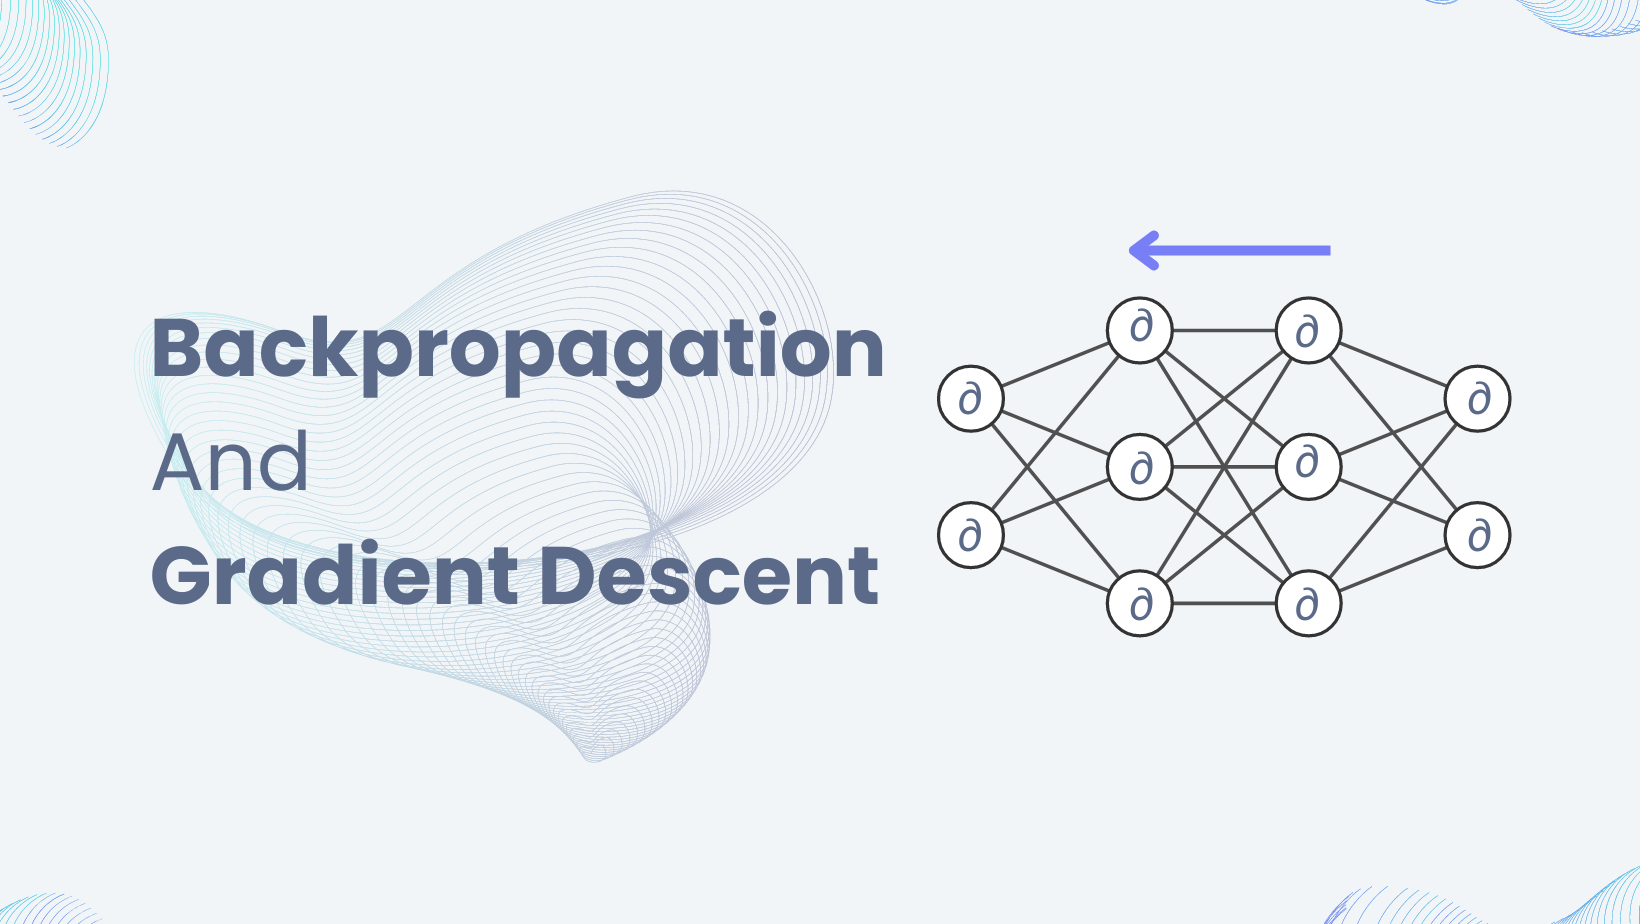 Backpropagation
And
Gradient Descent
∂ ∂
∂ ∂
∂ ∂
∂ ∂
∂ ∂